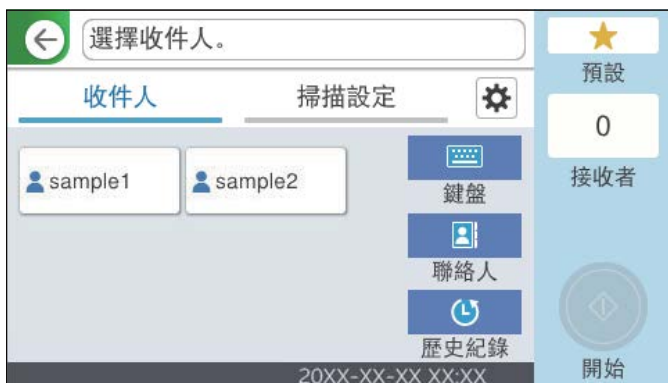 選擇收件人。
收件人
掃描設定
sample1
sample2
鍵盤
聯絡人
歷史紀錄
20XX-XX-XX XX:XX
預設
0
接收者
開始